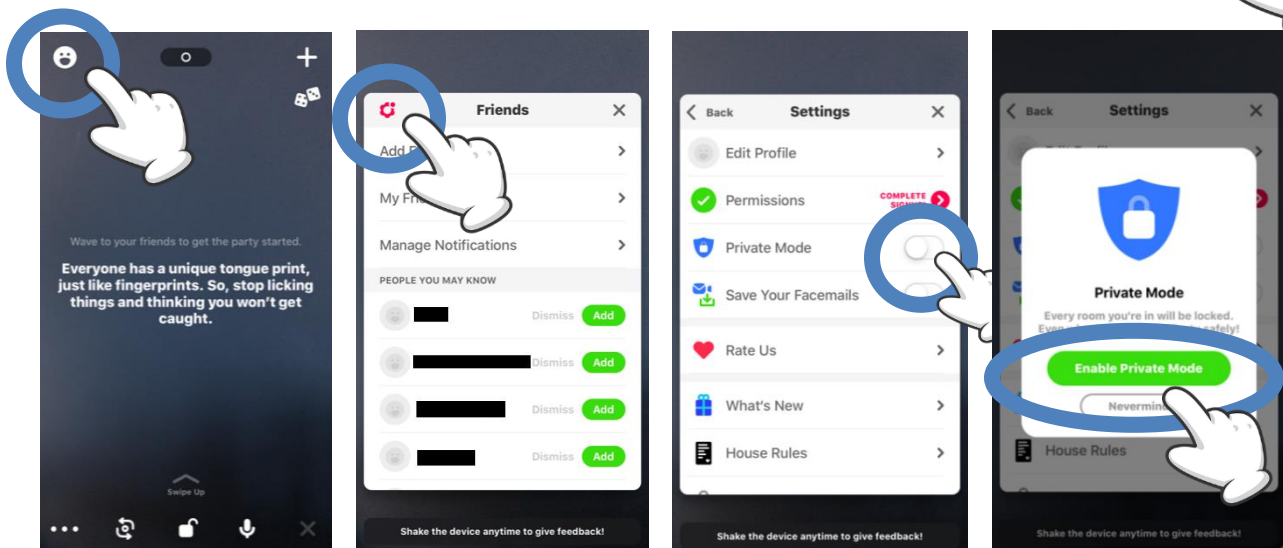 Wave to your friends to get the party started.
Everyone has a unique tongue print,
just like fingerprints. So, stop licking
things and thinking you won't get
caught.
Swipe Up
Friends
Add
My
Manage Notifications
PEOPLE YOU MAY KNOW
Dismiss Add
Dismiss Add
Dismiss Add
Dismiss Add
Shake the device anytime to give feedback!
Back Settings
Edit Profile
Permissions COMPLETE
Private Mode
Save Your Facemails
Rate Us
What's New
House Rules
Shake the device anytime to give feedback!
Back Settings
Private Mode
Every room you're in will be locked.
safely!
Enable Private Mode
Nevermind
House Rules
Shake the device anytime to give feedback!